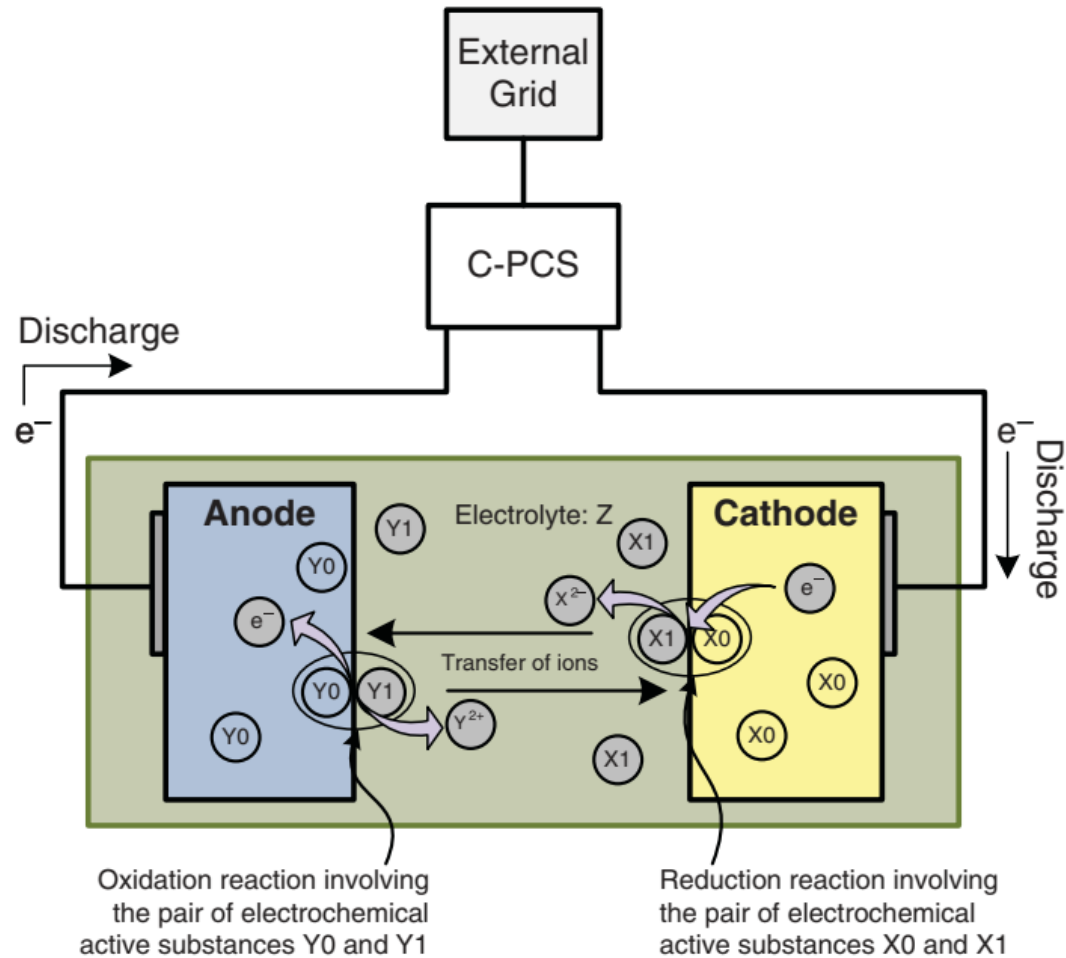 External
Grid
C-PCS
Discharge
e–
e–
Discharge
Anode
Electrolyte: Z
Cathode
Y1
X1
Y0
X2–
e–
e–
X1
X0
Transfer of ions
Y0
Y1
X0
Y2+
Y0
X0
X1
Oxidation reaction involving
the pair of electrochemical
active substances Y0 and Y1
Reduction reaction involving
the pair of electrochemical
active substances X0 and X1